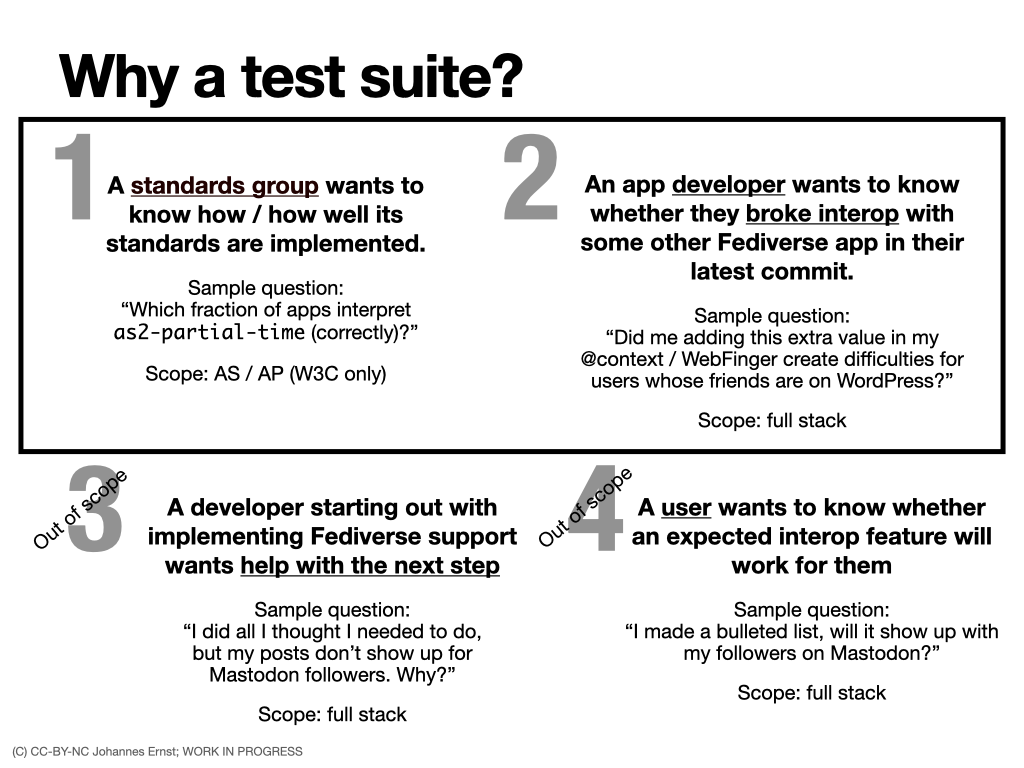 Why a test suite?
1
A standards group wants to
know how / how well its
standards are implemented.
Sample question:
“Which fraction of apps interpret
as2-partial-time (correctly)?”
Scope: AS / AP (W3C only)
2
An app developer wants to know
whether they broke interop with
some other Fediverse app in their
latest commit.
Sample question:
“Did me adding this extra value in my
@context / WebFinger create difficulties for
users whose friends are on WordPress?”
Scope: full stack
3
Out of scope
A developer starting out with
implementing Fediverse support
wants help with the next step
Sample question:
“I did all I thought I needed to do,
but my posts don’t show up for
Mastodon followers. Why?”
Scope: full stack
4
Out of scope
A user wants to know whether
an expected interop feature will
work for them
Sample question:
“I made a bulleted list, will it show up with
my followers on Mastodon?”
Scope: full stack
(C) CC-BY-NC Johannes Ernst; WORK IN PROGRESS